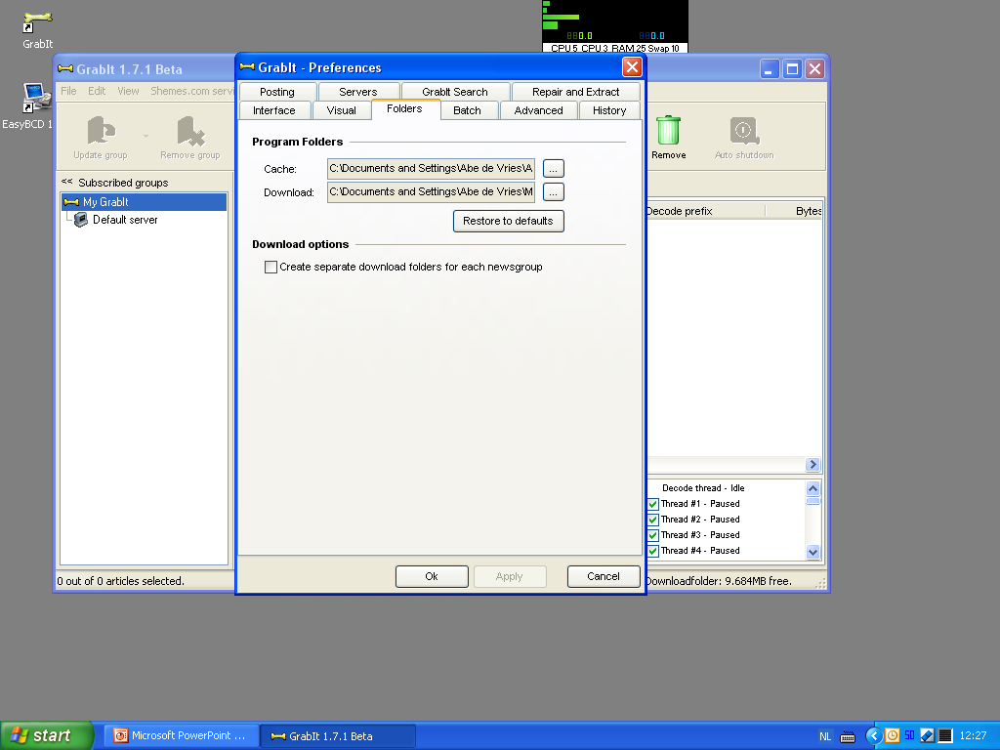 GrabIt
EasyBCD 1
0.0 0.0
CPU 5 CPU 3 RAM 25 Swap 10
GrabIt 1.7.1 Beta
File Edit View Shemes.com servi
Update group Remove group
<< Subscribed groups
My GrabIt
Default server
0 out of 0 articles selected.
GrabIt - Preferences
Posting Servers GrabIt Search Repair and Extract
Interface Visual Folders Batch Advanced History
Program Folders
Cache: C:\Documents and Settings\Abe de Vries\A ...
Download: C:\Documents and Settings\Abe de Vries\M ...
Restore to defaults
Download options
Create separate download folders for each newsgroup
Ok Apply Cancel
Remove Auto shutdown
Decode prefix Bytes
Decode thread - Idle
Thread #1 - Paused
Thread #2 - Paused
Thread #3 - Paused
Thread #4 - Paused
Downloadfolder: 9.684MB free.
start Microsoft PowerPoint ... GrabIt 1.7.1 Beta NL 50 12:27